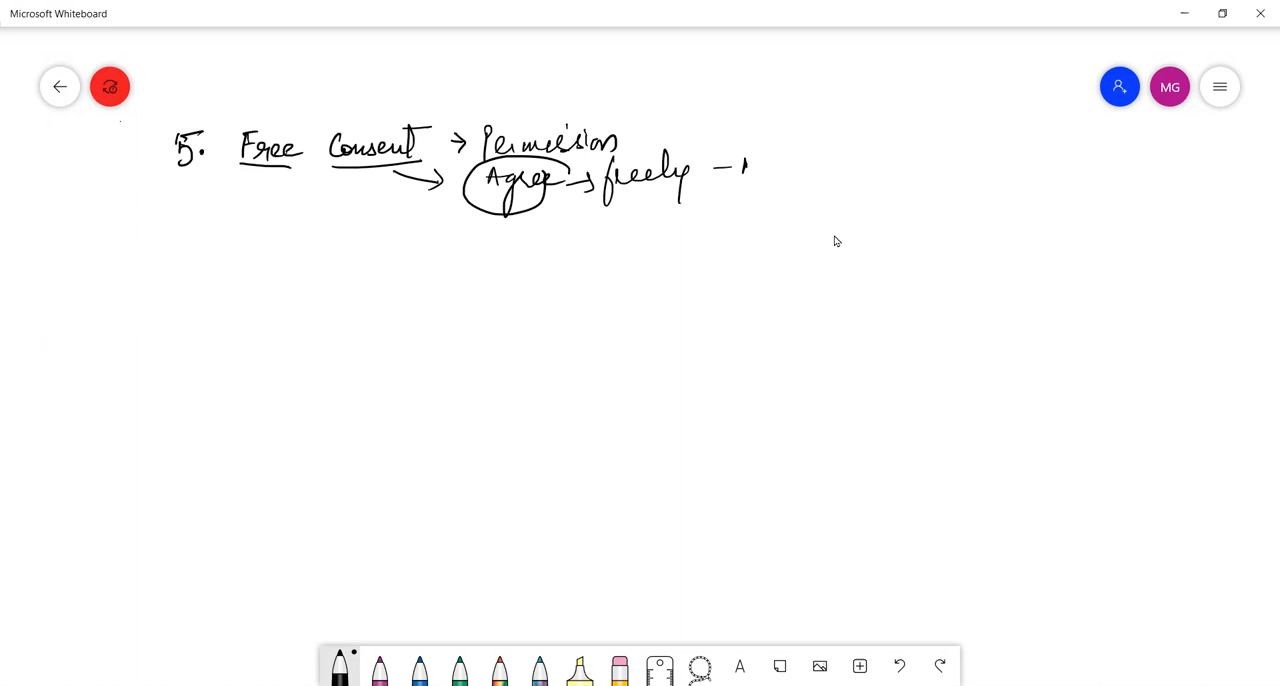 Microsoft Whiteboard
MG
5. Free Consent → Permission
→ Agree → freely –
A